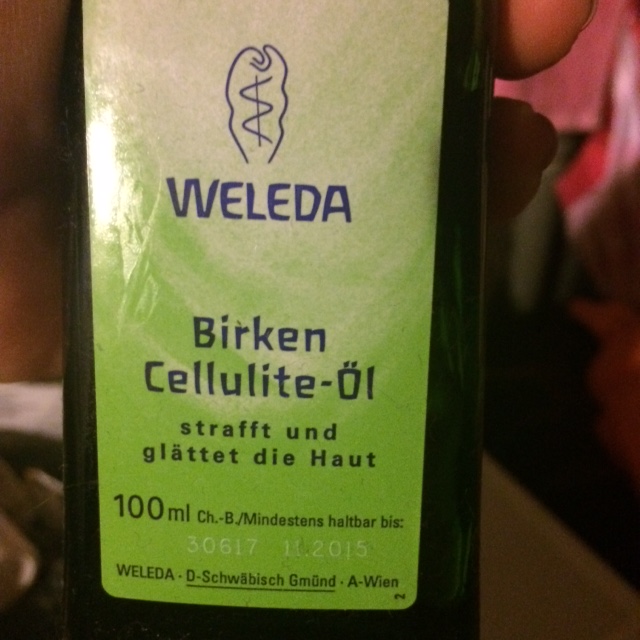 WELEDA
Birken
Cellulite-Öl
strafft und
glättet die Haut
100ml Ch.-B./Mindestens haltbar bis:
30617 11.2015
WELEDA · D-Schwäbisch Gmünd · A-Wien
2